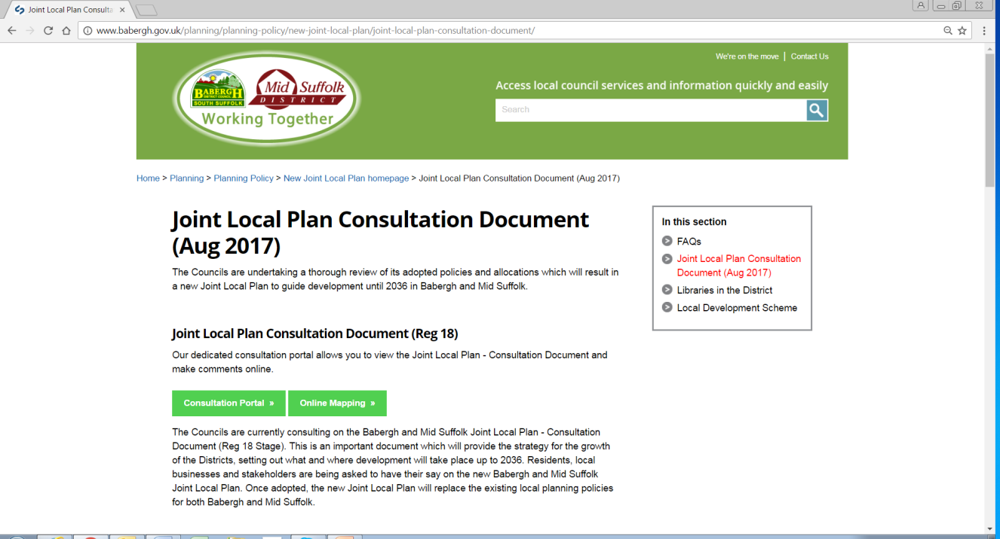 Joint Local Plan Consulta
www.babergh.gov.uk/planning/planning-policy/new-joint-local-plan/joint-local-plan-consultation-document/
We're on the move | Contact Us
BABERGH
DISTRICT COUNCIL
SOUTH SUFFOLK
Mid Suffolk
DISTRICT
Working Together
Access local council services and information quickly and easily
Search
Home > Planning > Planning Policy > New Joint Local Plan homepage > Joint Local Plan Consultation Document (Aug 2017)
Joint Local Plan Consultation Document
(Aug 2017)
The Councils are undertaking a thorough review of its adopted policies and allocations which will result in
a new Joint Local Plan to guide development until 2036 in Babergh and Mid Suffolk.
Joint Local Plan Consultation Document (Reg 18)
Our dedicated consultation portal allows you to view the Joint Local Plan - Consultation Document and
make comments online.
Consultation Portal »
Online Mapping »
The Councils are currently consulting on the Babergh and Mid Suffolk Joint Local Plan - Consultation
Document (Reg 18 Stage). This is an important document which will provide the strategy for the growth
of the Districts, setting out what and where development will take place up to 2036. Residents, local
businesses and stakeholders are being asked to have their say on the new Babergh and Mid Suffolk
Joint Local Plan. Once adopted, the new Joint Local Plan will replace the existing local planning policies
for both Babergh and Mid Suffolk.
In this section
FAQs
Joint Local Plan Consultation
Document (Aug 2017)
Libraries in the District
Local Development Scheme